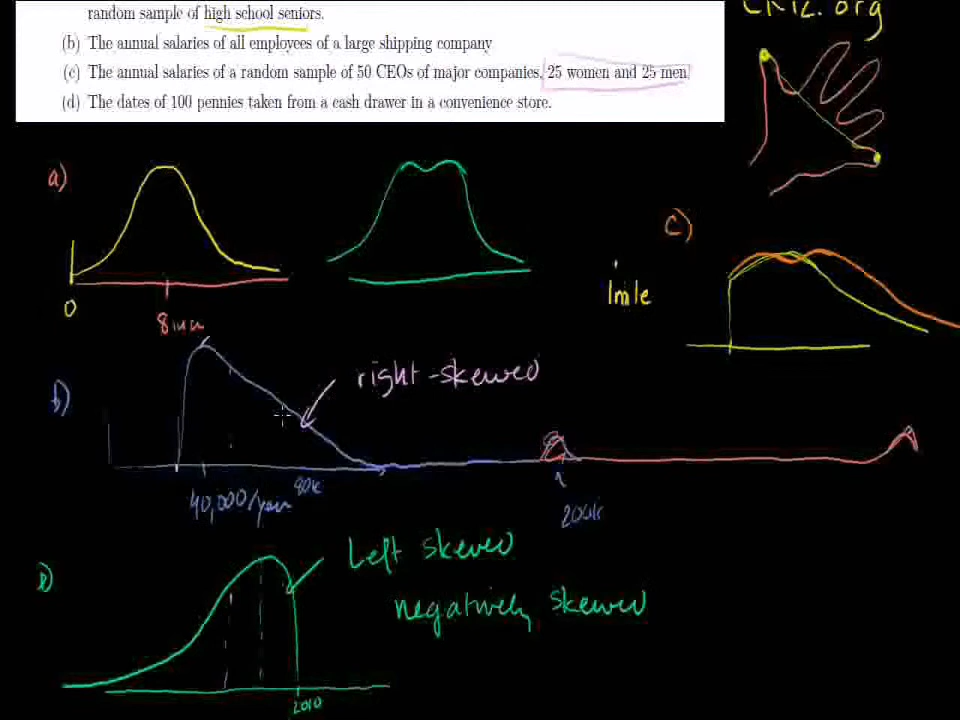 random sample of high school seniors.
CK12.org
(b) The annual salaries of all employees of a large shipping company
(c) The annual salaries of a random sample of 50 CEOs of major companies, 25 women and 25 men.
(d) The dates of 100 pennies taken from a cash drawer in a convenience store.
a)
c)
1mile
0
8min
right-skewed
b)
40,000/year
80k
200k
Left skewed
negatively skewed
2010